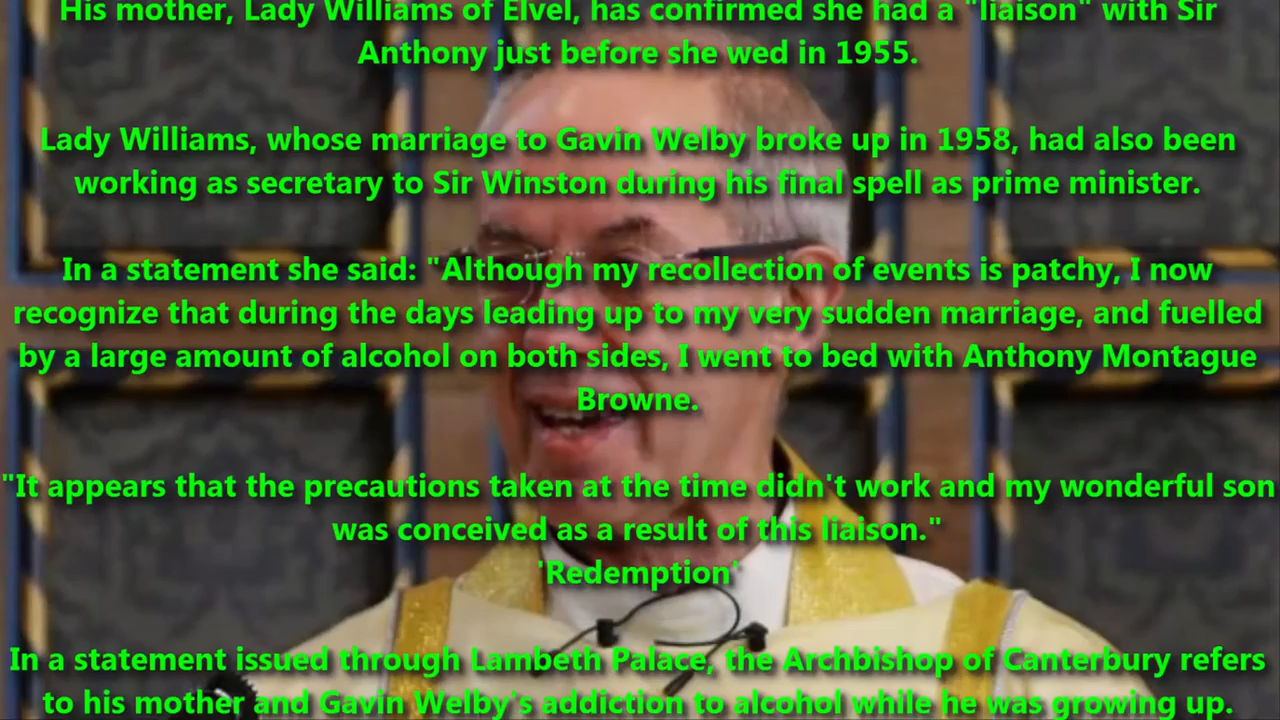 His mother, Lady Williams of Elvel, has confirmed she had a "liaison" with Sir
Anthony just before she wed in 1955.
Lady Williams, whose marriage to Gavin Welby broke up in 1958, had also been
working as secretary to Sir Winston during his final spell as prime minister.
In a statement she said: "Although my recollection of events is patchy, I now
recognize that during the days leading up to my very sudden marriage, and fuelled
by a large amount of alcohol on both sides, I went to bed with Anthony Montague
Browne.
"It appears that the precautions taken at the time didn't work and my wonderful son
was conceived as a result of this liaison."
'Redemption'
In a statement issued through Lambeth Palace, the Archbishop of Canterbury refers
to his mother and Gavin Welby's addiction to alcohol while he was growing up.